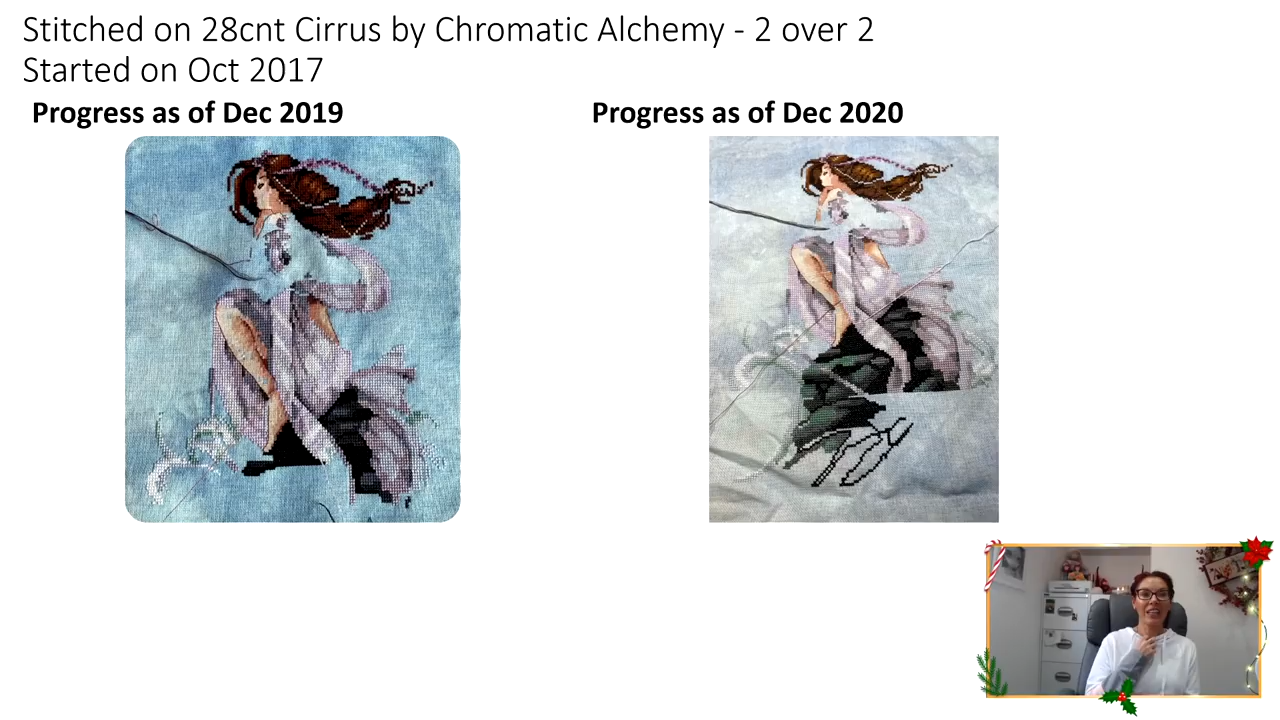 Stitched on 28cnt Cirrus by Chromatic Alchemy - 2 over 2
Started on Oct 2017
Progress as of Dec 2019
Progress as of Dec 2020